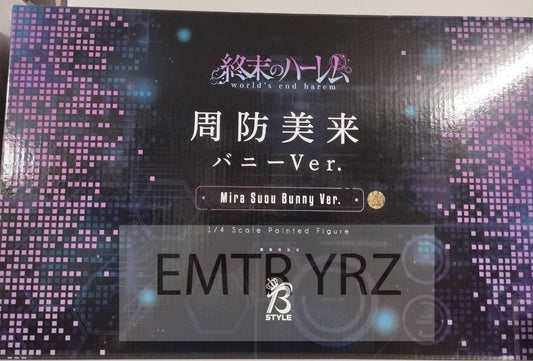 終末のハーレム
world's end harem
周防美来
バニーVer.
Mira Suou Bunny Ver.
1/4 Scale Painted Figure
EMTR YRZ
B
STYLE